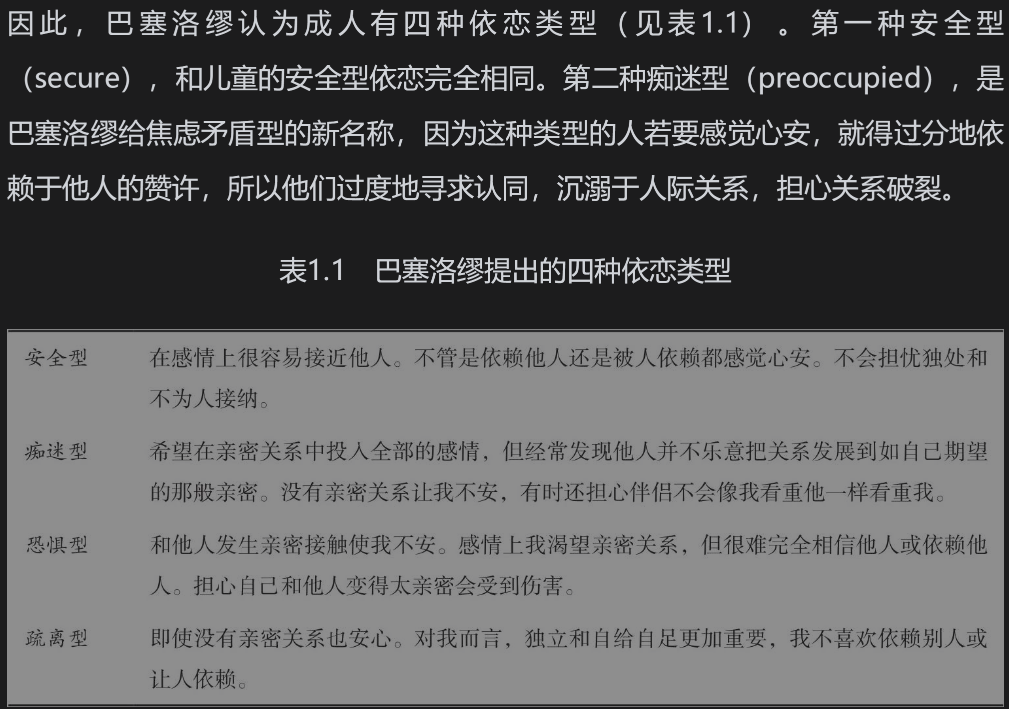 因此，巴塞洛缪认为成人有四种依恋类型（见表1.1）。第一种安全型
（secure），和儿童的安全型依恋完全相同。第二种痴迷型（preoccupied），是
巴塞洛缪给焦虑矛盾型的新名称，因为这种类型的人若要感觉心安，就得过分地依
赖于他人的赞许，所以他们过度地寻求认同，沉溺于人际关系，担心关系破裂。
表1.1 巴塞洛缪提出的四种依恋类型
安全型 在感情上很容易接近他人。不管是依赖他人还是被人依赖都感觉心安。不会担忧独处和
不为人接纳。
痴迷型 希望在亲密关系中投入全部的感情，但经常发现他人并不乐意把关系发展到如自己期望
的那般亲密。没有亲密关系让我不安，有时还担心伴侣不会像我看重他一样看重我。
恐惧型 和他人发生亲密接触使我不安。感情上我渴望亲密关系，但很难完全相信他人或依赖他
人。担心自己和他人变得太亲密会受到伤害。
疏离型 即使没有亲密关系也安心。对我而言，独立和自给自足更加重要，我不喜欢依赖别人或
让人依赖。